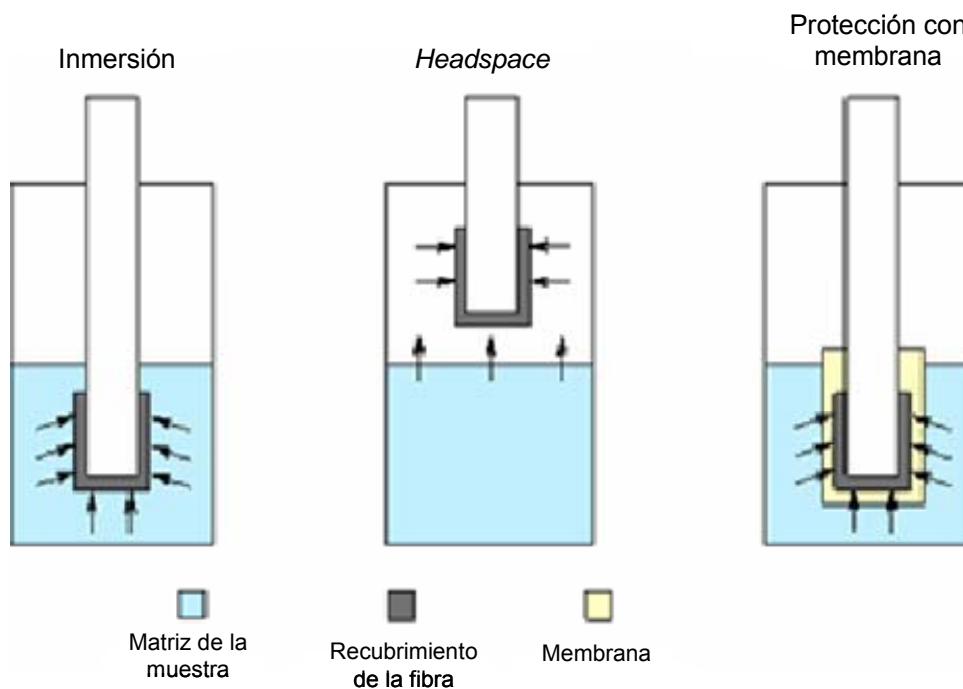 Inmersión
Headspace
Protección con
membrana
Matriz de la
muestra
Recubrimiento
de la fibra
Membrana